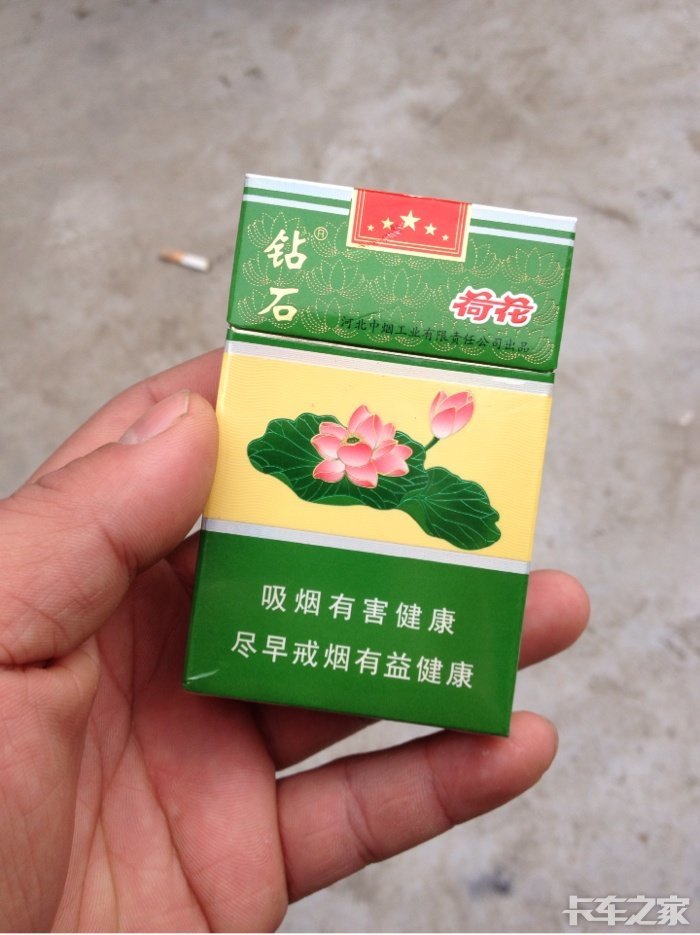 钻石®
荷花
河北中烟工业有限责任公司出品
吸烟有害健康
尽早戒烟有益健康
卡车之家